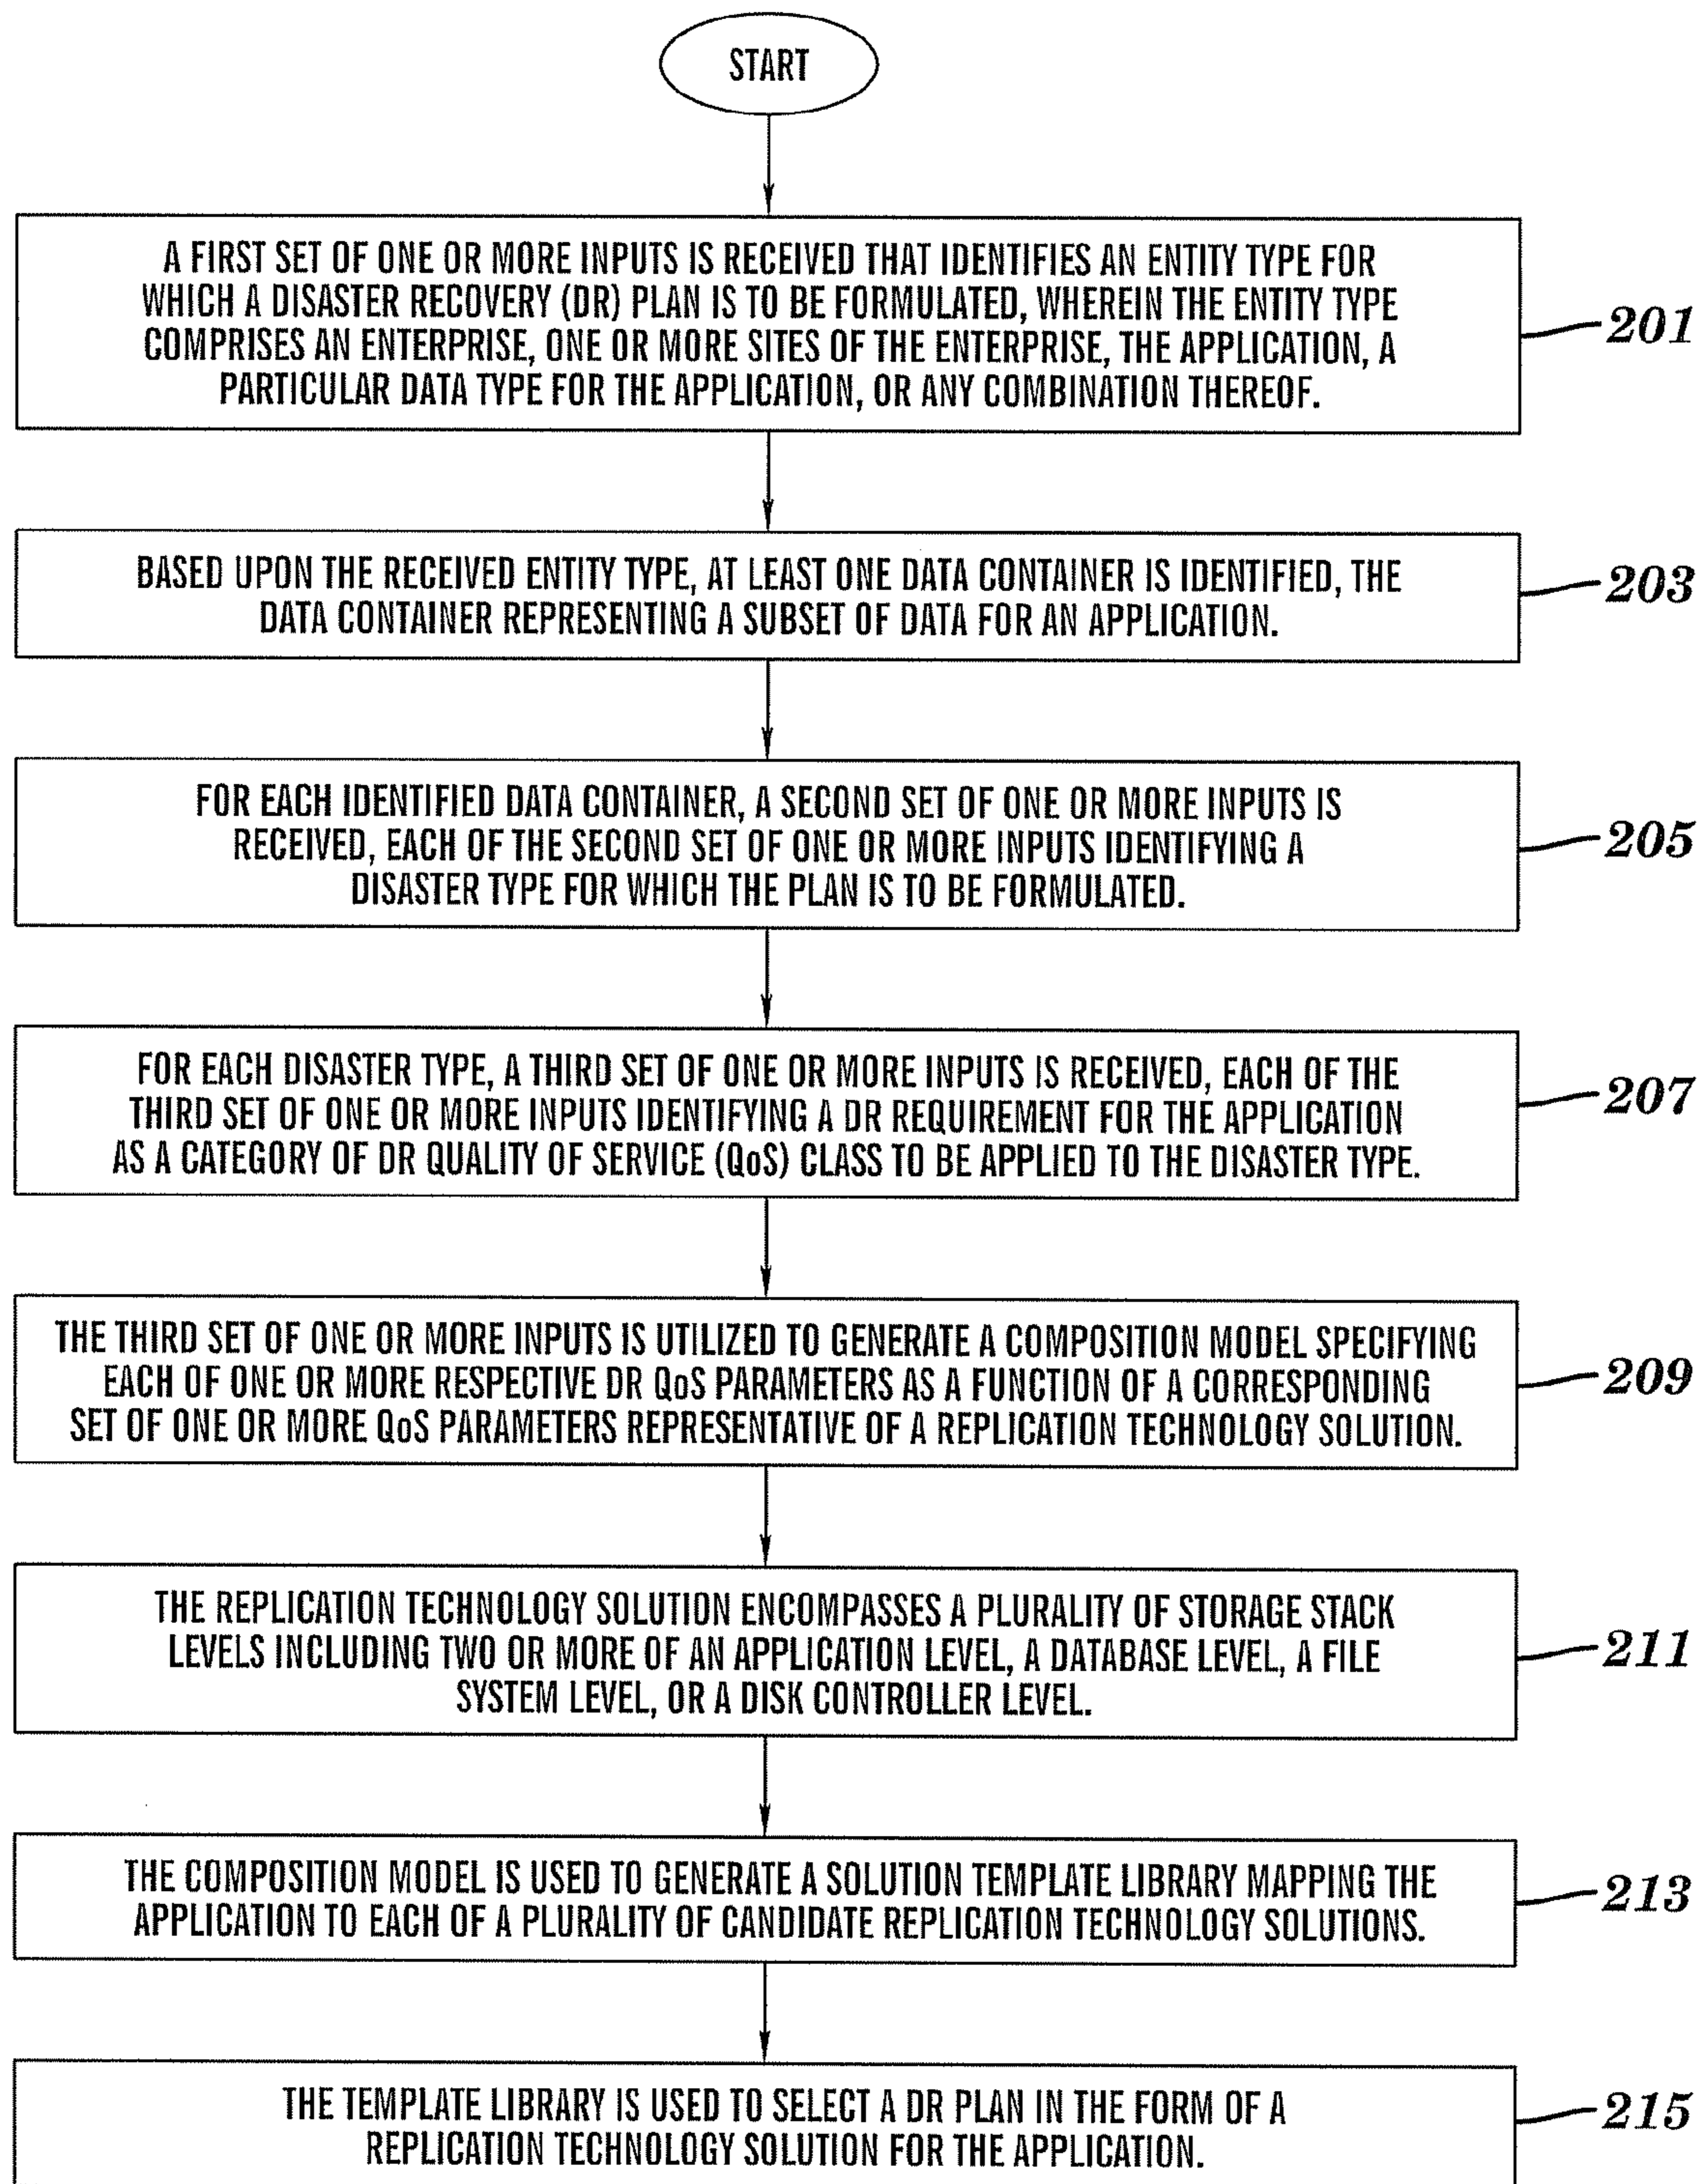 START
A FIRST SET OF ONE OR MORE INPUTS IS RECEIVED THAT IDENTIFIES AN ENTITY TYPE FOR
WHICH A DISASTER RECOVERY (DR) PLAN IS TO BE FORMULATED, WHEREIN THE ENTITY TYPE
COMPRISES AN ENTERPRISE, ONE OR MORE SITES OF THE ENTERPRISE, THE APPLICATION, A
PARTICULAR DATA TYPE FOR THE APPLICATION, OR ANY COMBINATION THEREOF.
201
BASED UPON THE RECEIVED ENTITY TYPE, AT LEAST ONE DATA CONTAINER IS IDENTIFIED, THE
DATA CONTAINER REPRESENTING A SUBSET OF DATA FOR AN APPLICATION.
203
FOR EACH IDENTIFIED DATA CONTAINER, A SECOND SET OF ONE OR MORE INPUTS IS
RECEIVED, EACH OF THE SECOND SET OF ONE OR MORE INPUTS IDENTIFYING A
DISASTER TYPE FOR WHICH THE PLAN IS TO BE FORMULATED.
205
FOR EACH DISASTER TYPE, A THIRD SET OF ONE OR MORE INPUTS IS RECEIVED, EACH OF THE
THIRD SET OF ONE OR MORE INPUTS IDENTIFYING A DR REQUIREMENT FOR THE APPLICATION
AS A CATEGORY OF DR QUALITY OF SERVICE (QoS) CLASS TO BE APPLIED TO THE DISASTER TYPE.
207
THE THIRD SET OF ONE OR MORE INPUTS IS UTILIZED TO GENERATE A COMPOSITION MODEL SPECIFYING
EACH OF ONE OR MORE RESPECTIVE DR QoS PARAMETERS AS A FUNCTION OF A CORRESPONDING
SET OF ONE OR MORE QoS PARAMETERS REPRESENTATIVE OF A REPLICATION TECHNOLOGY SOLUTION.
209
THE REPLICATION TECHNOLOGY SOLUTION ENCOMPASSES A PLURALITY OF STORAGE STACK
LEVELS INCLUDING TWO OR MORE OF AN APPLICATION LEVEL, A DATABASE LEVEL, A FILE
SYSTEM LEVEL, OR A DISK CONTROLLER LEVEL.
211
THE COMPOSITION MODEL IS USED TO GENERATE A SOLUTION TEMPLATE LIBRARY MAPPING THE
APPLICATION TO EACH OF A PLURALITY OF CANDIDATE REPLICATION TECHNOLOGY SOLUTIONS.
213
THE TEMPLATE LIBRARY IS USED TO SELECT A DR PLAN IN THE FORM OF A
REPLICATION TECHNOLOGY SOLUTION FOR THE APPLICATION.
215